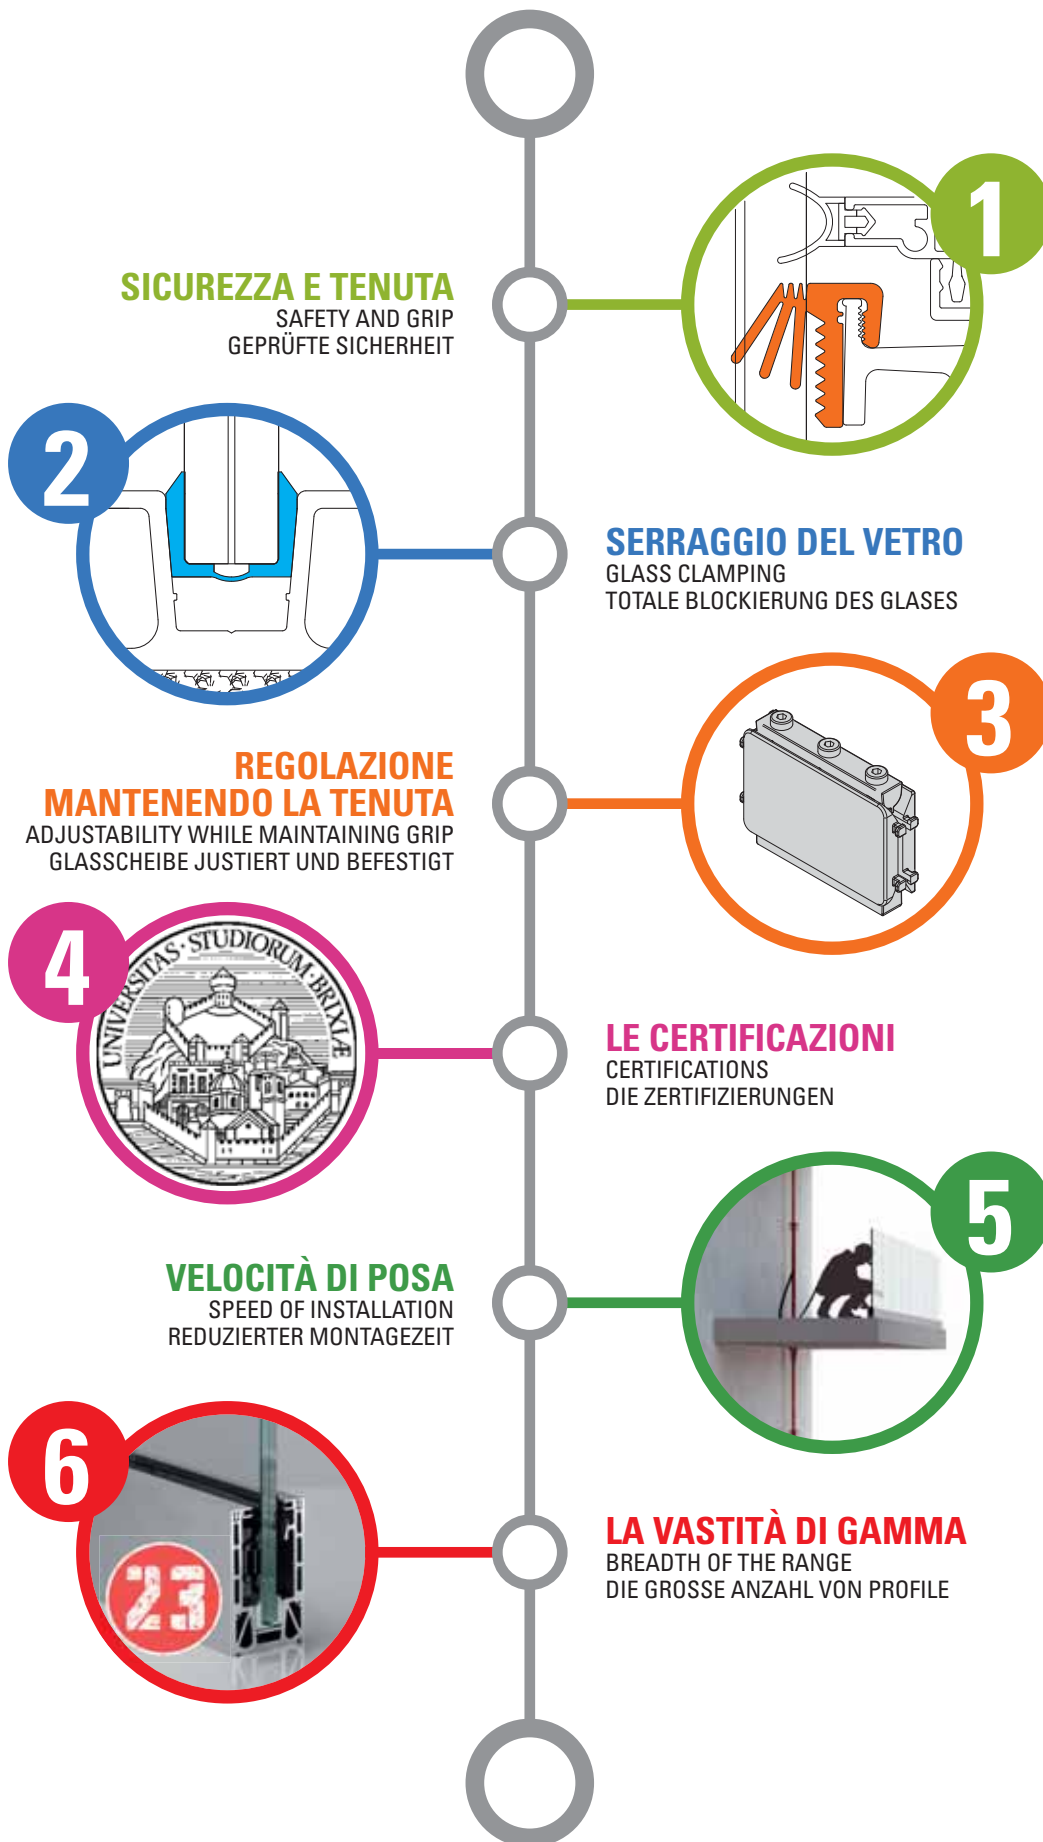 1
SICUREZZA E TENUTA
SAFETY AND GRIP
GEPRÜFTE SICHERHEIT
2
SERRAGGIO DEL VETRO
GLASS CLAMPING
TOTALE BLOCKIERUNG DES GLASES
3
REGOLAZIONE
MANTENENDO LA TENUTA
ADJUSTABILITY WHILE MAINTAINING GRIP
GLASSCHEIBE JUSTIERT UND BEFESTIGT
4
UNIVERSITAS·STUDIORUM·BRIXIÆ
LE CERTIFICAZIONI
CERTIFICATIONS
DIE ZERTIFIZIERUNGEN
5
VELOCITÀ DI POSA
SPEED OF INSTALLATION
REDUZIERTER MONTAGEZEIT
6
23
LA VASTITÀ DI GAMMA
BREADTH OF THE RANGE
DIE GROSSE ANZAHL VON PROFILE